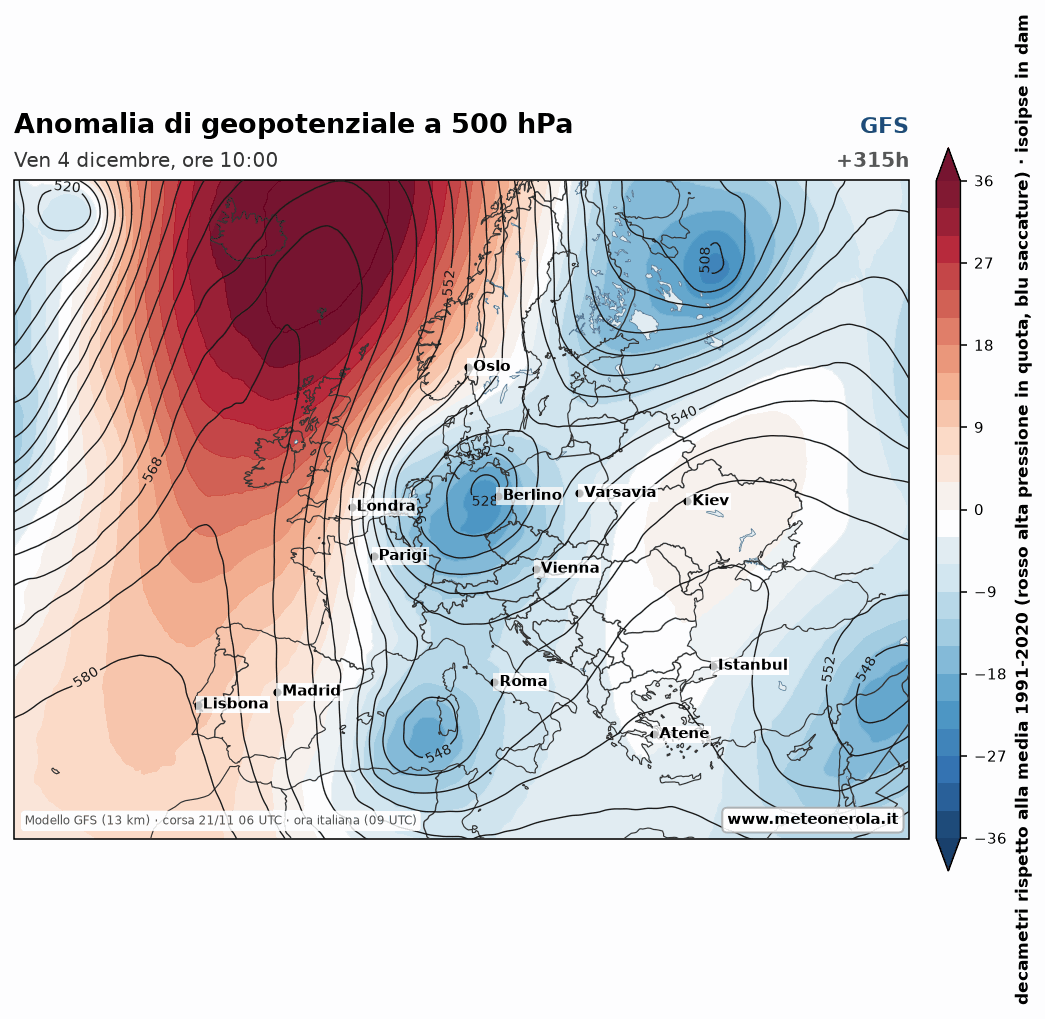 Anomalia di geopotenziale a 500 hPa
GFS
Ven 4 dicembre, ore 10:00
+315h
520
508
552
Oslo
540
568
Londra
528
Berlino
Varsavia
Kiev
Parigi
Vienna
580
Lisbona
Madrid
Roma
Istanbul
552
548
Atene
548
Modello GFS (13 km) · corsa 21/11 06 UTC · ora italiana (09 UTC)
www.meteonerola.it
36
27
18
9
0
−9
−18
−27
−36
decametri rispetto alla media 1991-2020 (rosso alta pressione in quota, blu saccature) · isoipse in dam